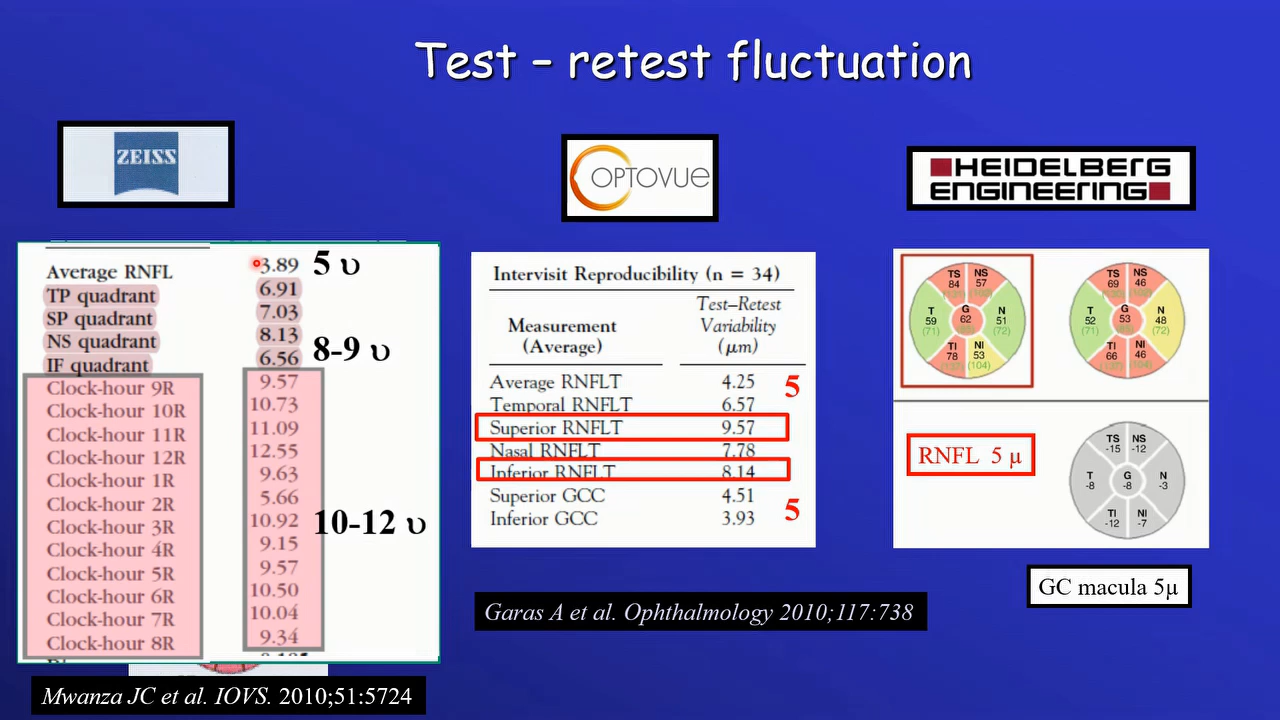 Test – retest fluctuation
ZEISS
OPTOVUE
HEIDELBERG
ENGINEERING
Average RNFL 3.89 5 υ
TP quadrant 6.91
SP quadrant 7.03
NS quadrant 8.13
IF quadrant 6.56 8-9 υ
Clock-hour 9R 9.57
Clock-hour 10R 10.73
Clock-hour 11R 11.09
Clock-hour 12R 12.55
Clock-hour 1R 9.63
Clock-hour 2R 5.66
Clock-hour 3R 10.92 10-12 υ
Clock-hour 4R 9.15
Clock-hour 5R 9.57
Clock-hour 6R 10.50
Clock-hour 7R 10.04
Clock-hour 8R 9.34
Mwanza JC et al. IOVS. 2010;51:5724
Intervisit Reproducibility (n = 34)
Test–Retest
Variability
(μm)
Measurement
(Average)
Average RNFLT 4.25 5
Temporal RNFLT 6.57
Superior RNFLT 9.57
Nasal RNFLT 7.78
Inferior RNFLT 8.14
Superior GCC 4.51 5
Inferior GCC 3.93
Garas A et al. Ophthalmology 2010;117:738
TS NS
84 57
T G N
59 62 51
(71) (72)
TI NI
78 53
(104)
TS NS
69 46
T G N
52 53 48
(71) (72)
TI NI
66 46
RNFL 5 μ
TS NS
-15 -12
T G N
-8 -8 -3
TI NI
-12 -7
GC macula 5μ